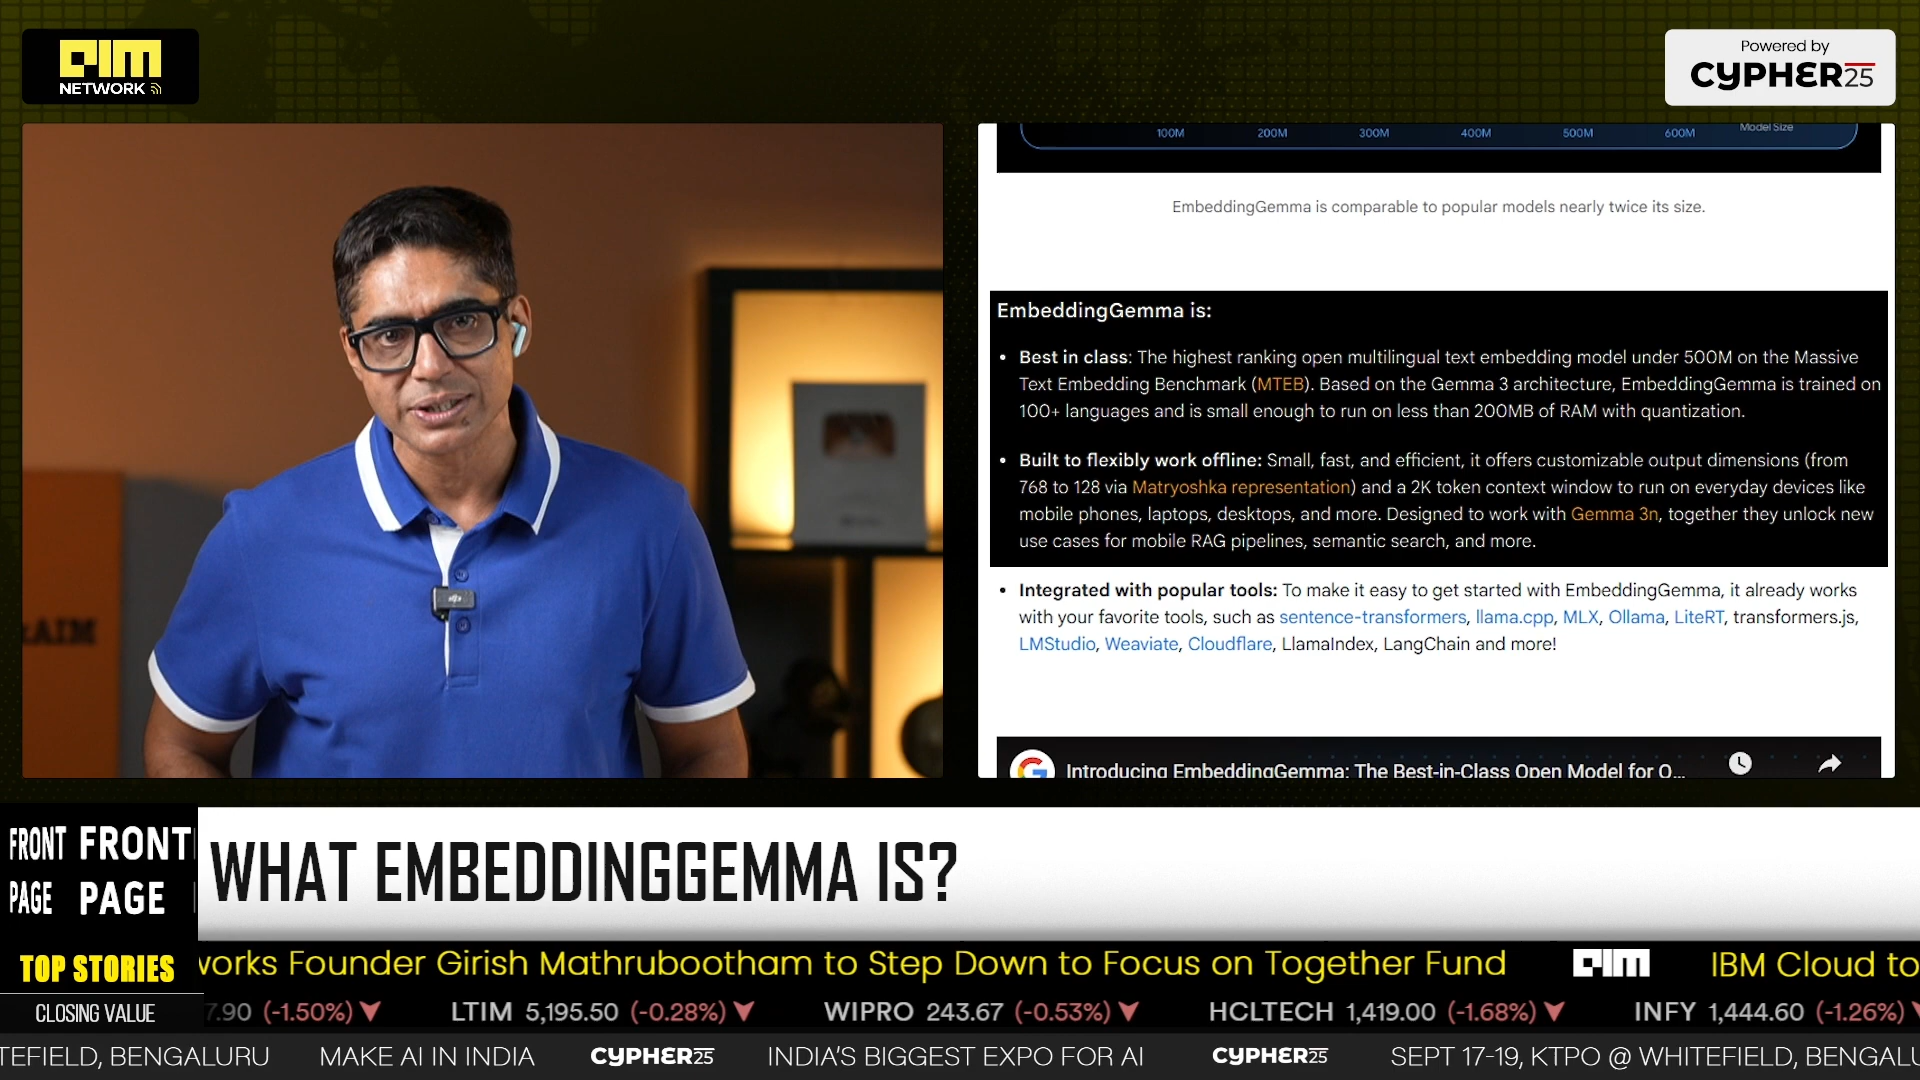 AIM
NETWORK
Powered by
CYPHER25
100M 200M 300M 400M 500M 600M Model Size
EmbeddingGemma is comparable to popular models nearly twice its size.
EmbeddingGemma is:
• Best in class: The highest ranking open multilingual text embedding model under 500M on the Massive
Text Embedding Benchmark (MTEB). Based on the Gemma 3 architecture, EmbeddingGemma is trained on
100+ languages and is small enough to run on less than 200MB of RAM with quantization.
• Built to flexibly work offline: Small, fast, and efficient, it offers customizable output dimensions (from
768 to 128 via Matryoshka representation) and a 2K token context window to run on everyday devices like
mobile phones, laptops, desktops, and more. Designed to work with Gemma 3n, together they unlock new
use cases for mobile RAG pipelines, semantic search, and more.
• Integrated with popular tools: To make it easy to get started with EmbeddingGemma, it already works
with your favorite tools, such as sentence-transformers, llama.cpp, MLX, Ollama, LiteRT, transformers.js,
LMStudio, Weaviate, Cloudflare, LlamaIndex, LangChain and more!
Introducing EmbeddingGemma: The Best-in-Class Open Model for O...
AIM
FRONT FRONT
PAGE PAGE
WHAT EMBEDDINGGEMMA IS?
TOP STORIES
works Founder Girish Mathrubootham to Step Down to Focus on Together Fund AIM IBM Cloud to
CLOSING VALUE
7.90 (-1.50%) LTIM 5,195.50 (-0.28%) WIPRO 243.67 (-0.53%) HCLTECH 1,419.00 (-1.68%) INFY 1,444.60 (-1.26%)
TEFIELD, BENGALURU MAKE AI IN INDIA CYPHER25 INDIA'S BIGGEST EXPO FOR AI CYPHER25 SEPT 17-19, KTPO @ WHITEFIELD, BENGALU